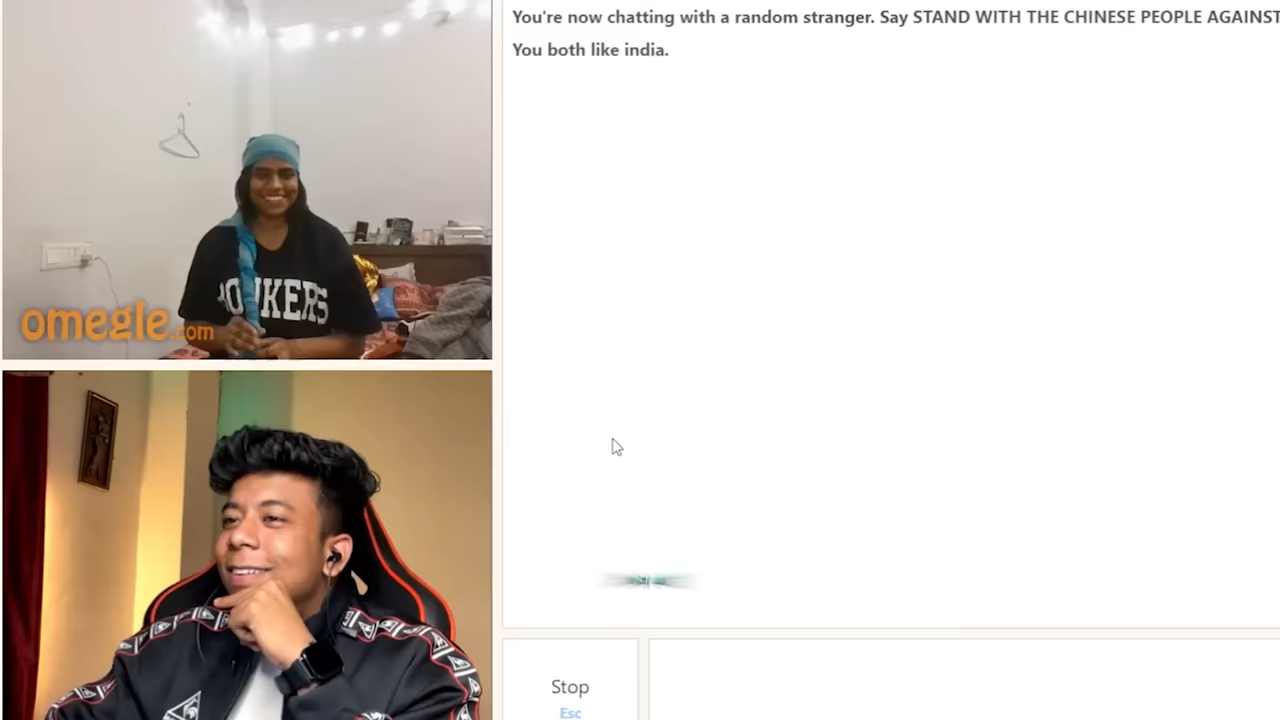 You're now chatting with a random stranger. Say STAND WITH THE CHINESE PEOPLE AGAINST
You both like india.
omegle.com
Stop
Esc